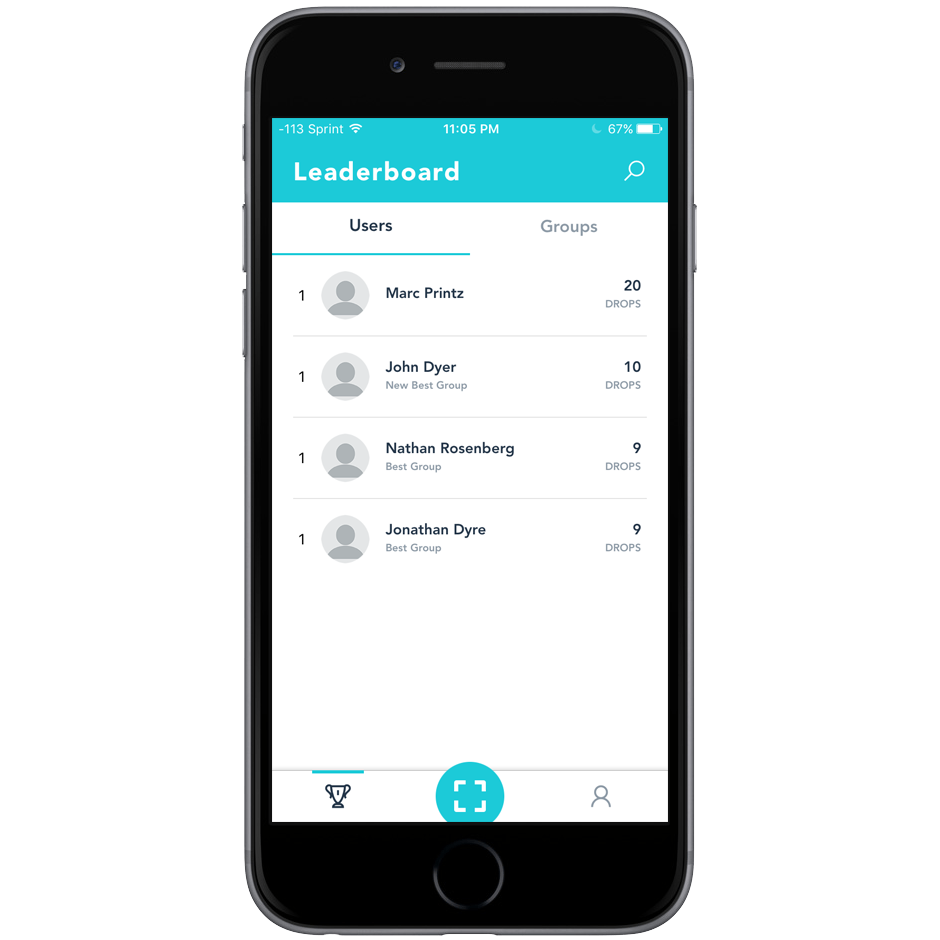 -113 Sprint 11:05 PM 67%
Leaderboard
Users Groups
1 Marc Printz 20
DROPS
1 John Dyer 10
New Best Group DROPS
1 Nathan Rosenberg 9
Best Group DROPS
1 Jonathan Dyre 9
Best Group DROPS